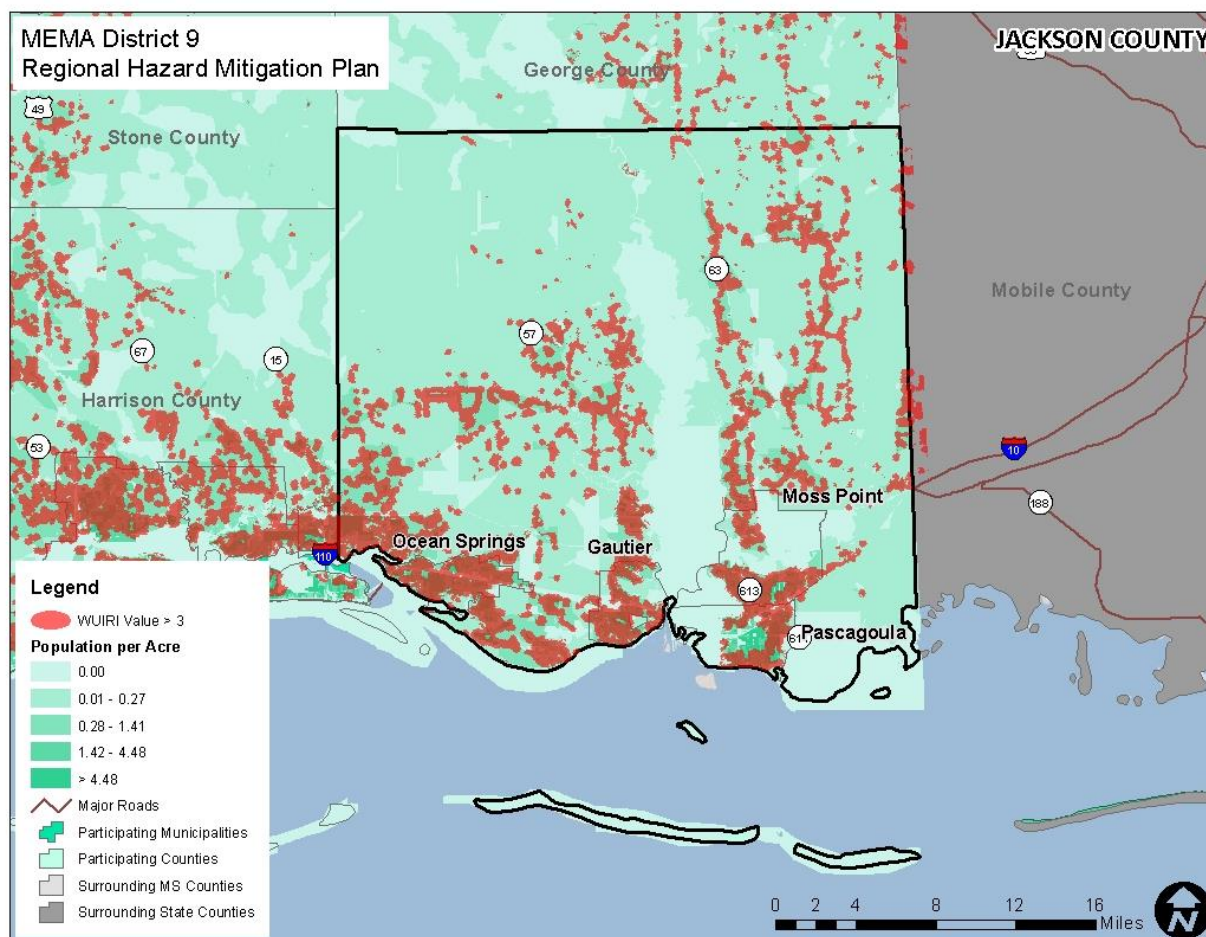 MEMA District 9
Regional Hazard Mitigation Plan
JACKSON COUNTY
George County
49
Stone County
63
57
Mobile County
67
15
Harrison County
53
10
188
Moss Point
Ocean Springs
Gautier
110
613
Pascagoula
Legend
WUIRI Value > 3
Population per Acre
0.00
0.01 - 0.27
0.28 - 1.41
1.42 - 4.48
> 4.48
Major Roads
Participating Municipalities
Participating Counties
Surrounding MS Counties
Surrounding State Counties
0 2 4 8 12 16
Miles